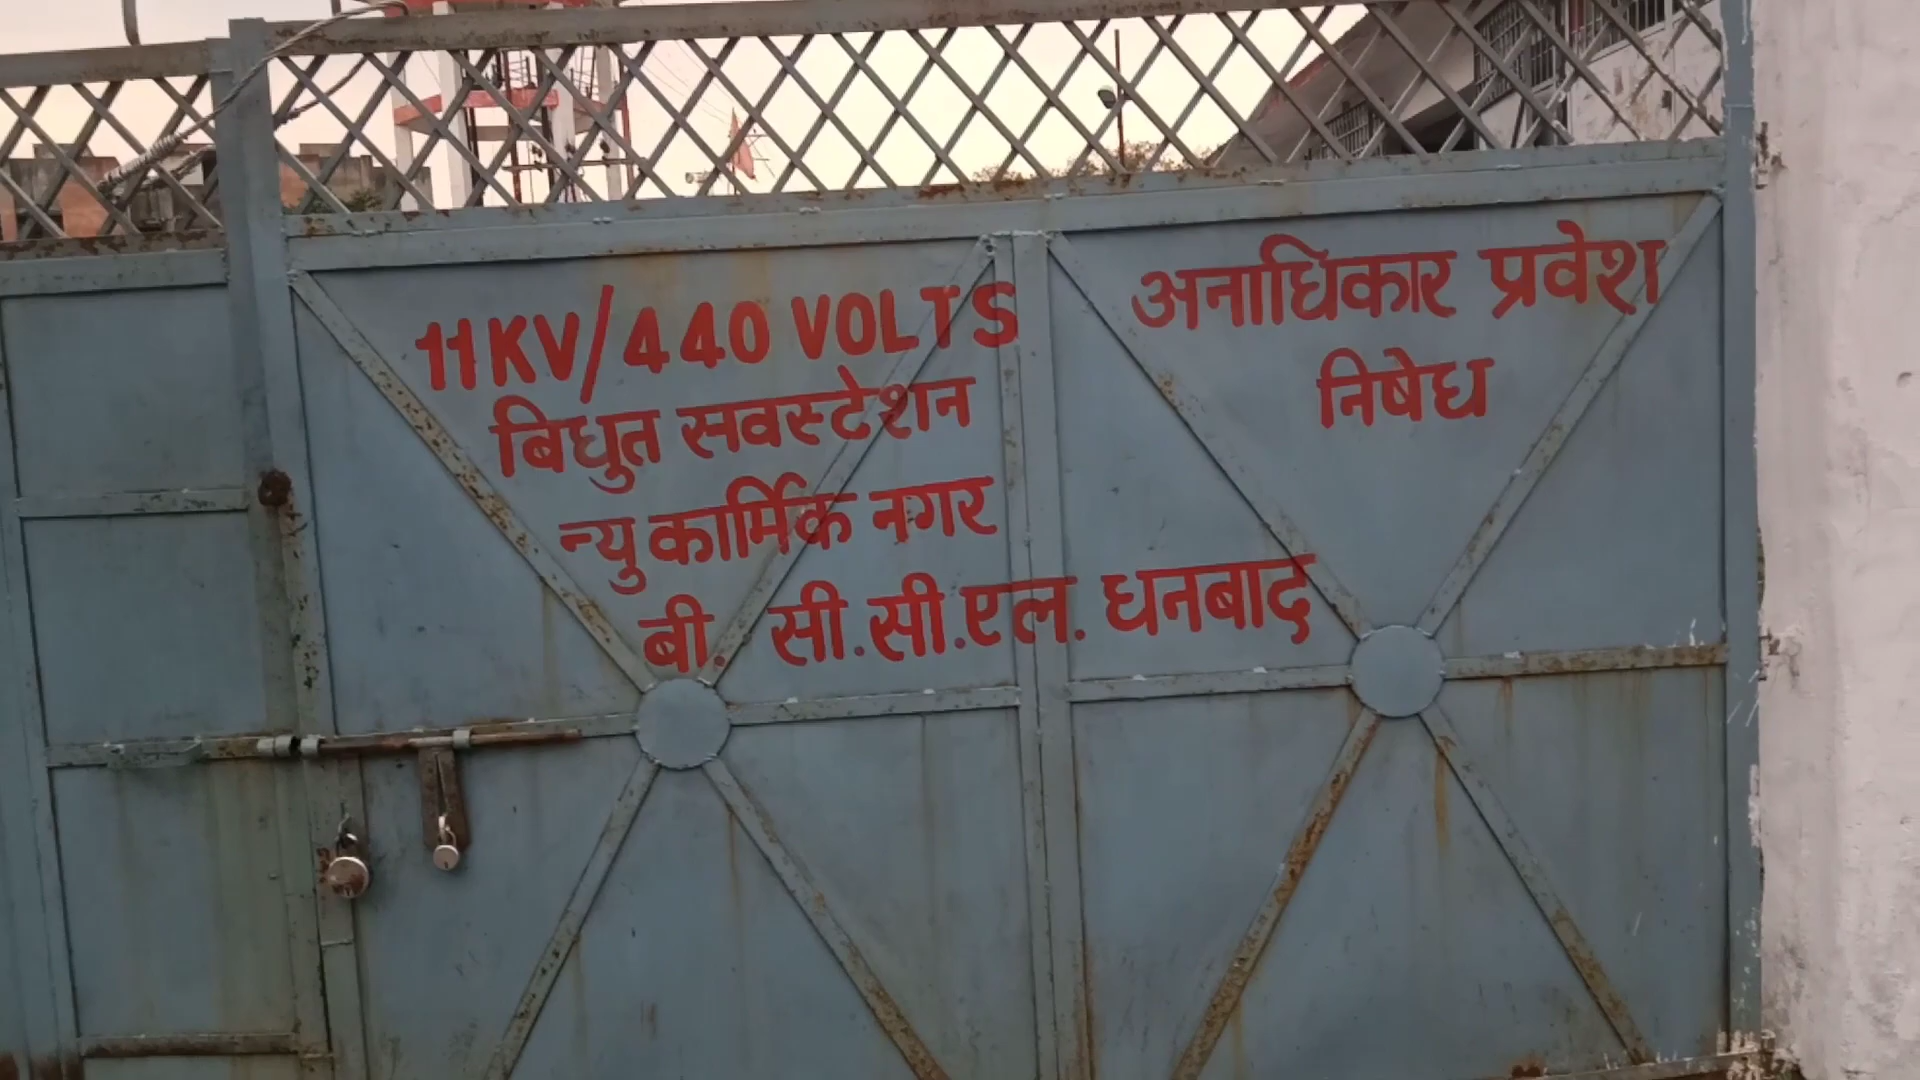 11KV/440 VOLTS
बिधुत सवस्टेशन
न्यु कार्मिक नगर
बी. सी.सी.एल. धनबाद
अनाधिकार प्रवेश
निषेध